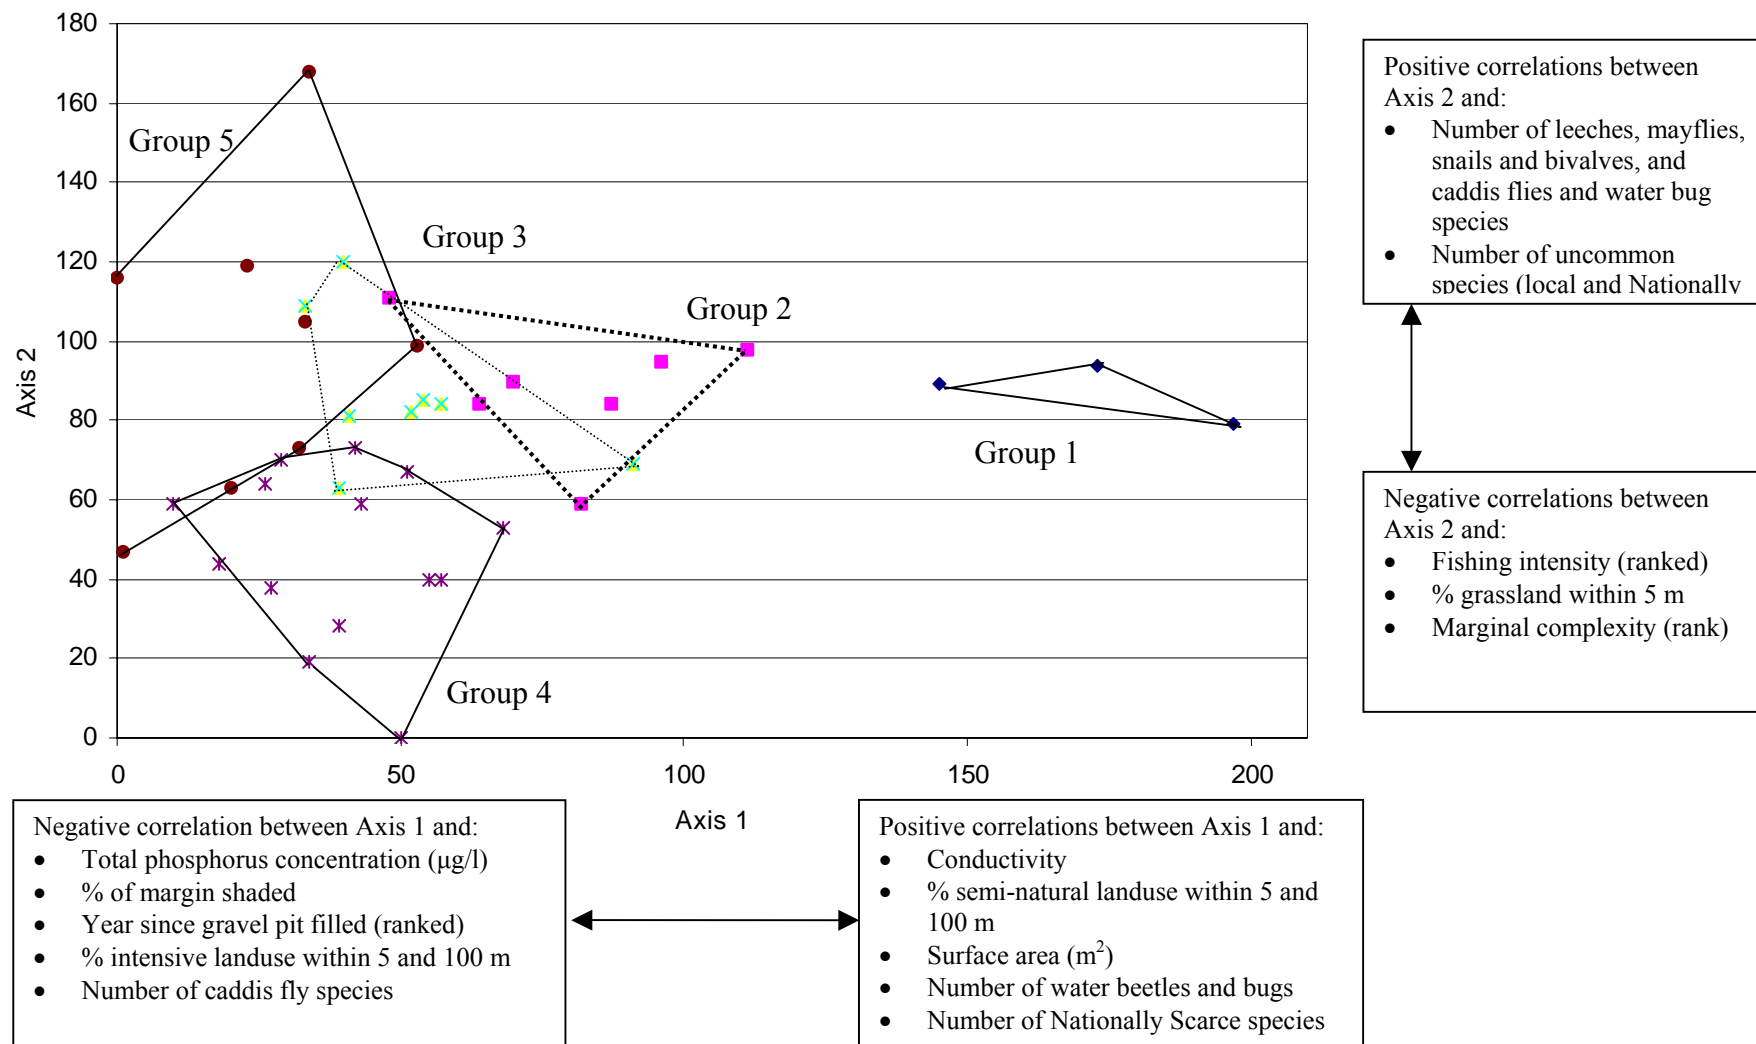 180
160
140
120
100
80
60
40
20
0
Axis 2
Group 5
Group 3
Group 2
Group 1
Group 4
0
50
100
150
200
Axis 1
Positive correlations between
Axis 2 and:
• Number of leeches, mayflies,
snails and bivalves, and
caddis flies and water bug
species
• Number of uncommon
species (local and Nationally
Negative correlations between
Axis 2 and:
• Fishing intensity (ranked)
• % grassland within 5 m
• Marginal complexity (rank)
Negative correlation between Axis 1 and:
• Total phosphorus concentration (µg/l)
• % of margin shaded
• Year since gravel pit filled (ranked)
• % intensive landuse within 5 and 100 m
• Number of caddis fly species
Positive correlations between Axis 1 and:
• Conductivity
• % semi-natural landuse within 5 and
100 m
• Surface area (m²)
• Number of water beetles and bugs
• Number of Nationally Scarce species